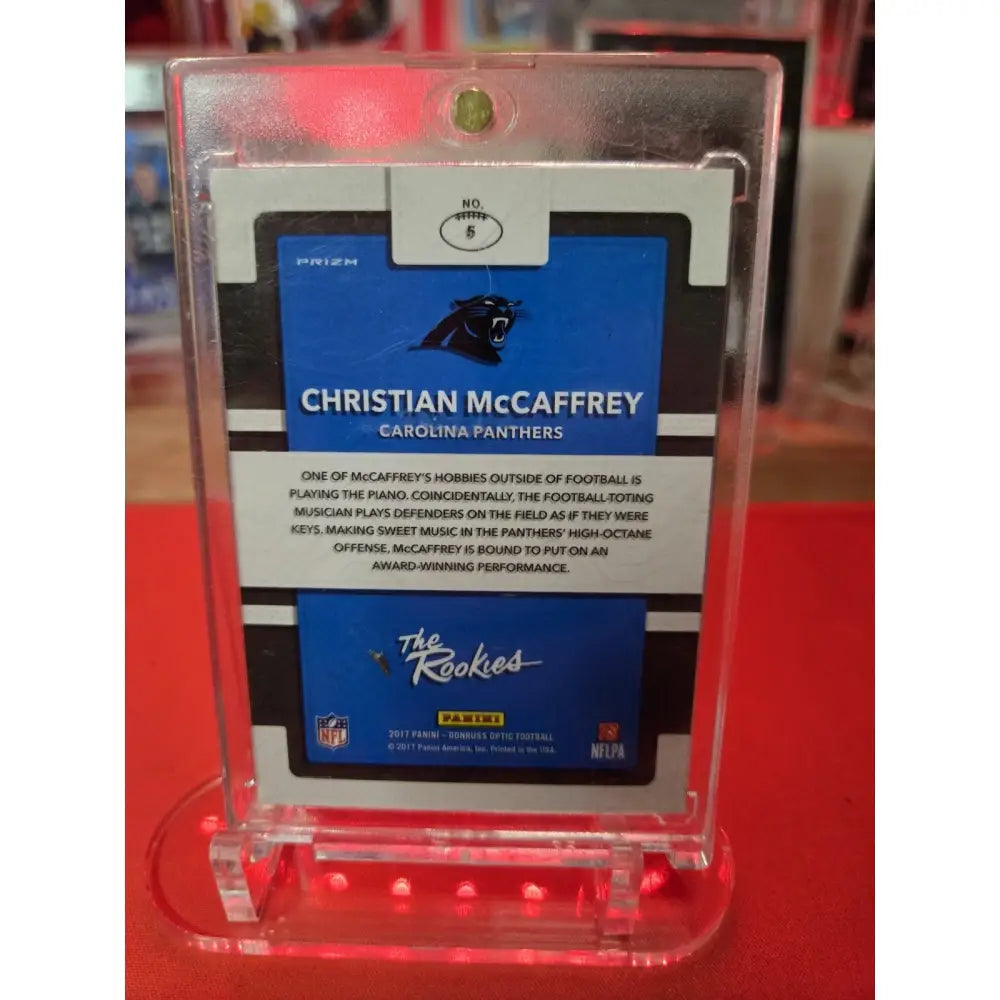 NO.
5
PRIZM
CHRISTIAN McCAFFREY
CAROLINA PANTHERS
ONE OF McCAFFREY'S HOBBIES OUTSIDE OF FOOTBALL IS
PLAYING THE PIANO. COINCIDENTALLY, THE FOOTBALL-TOTING
MUSICIAN PLAYS DEFENDERS ON THE FIELD AS IF THEY WERE
KEYS. MAKING SWEET MUSIC IN THE PANTHERS' HIGH-OCTANE
OFFENSE, McCAFFREY IS BOUND TO PUT ON AN
AWARD-WINNING PERFORMANCE.
The
Rookies
PANINI
2017 PANINI - DONRUSS OPTIC FOOTBALL
© 2017 Panini America, Inc. Printed in the USA.
NFL
NFLPA